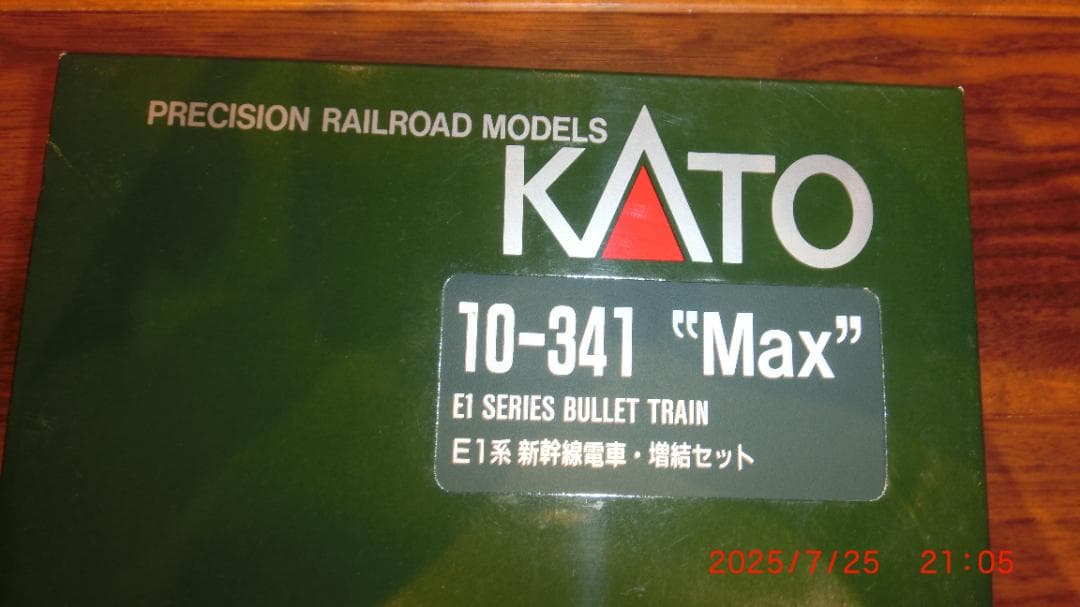 PRECISION RAILROAD MODELS
KATO
10-341 “Max”
E1 SERIES BULLET TRAIN
E1系 新幹線電車・増結セット
2025/7/25 21:05